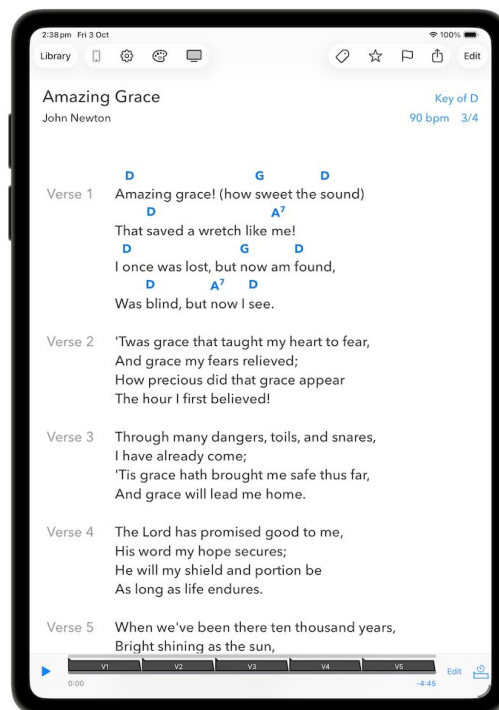 2:38pm Fri 3 Oct
100%
Library
Edit
Amazing Grace
Key of D
John Newton
90 bpm 3/4
D G D
Verse 1 Amazing grace! (how sweet the sound)
D A7
That saved a wretch like me!
D G D
I once was lost, but now am found,
D A7 D
Was blind, but now I see.
Verse 2 'Twas grace that taught my heart to fear,
And grace my fears relieved;
How precious did that grace appear
The hour I first believed!
Verse 3 Through many dangers, toils, and snares,
I have already come;
'Tis grace hath brought me safe thus far,
And grace will lead me home.
Verse 4 The Lord has promised good to me,
His word my hope secures;
He will my shield and portion be
As long as life endures.
Verse 5 When we've been there ten thousand years,
Bright shining as the sun,
V1 V2 V3 V4 V5
Edit
0:00 -4:45